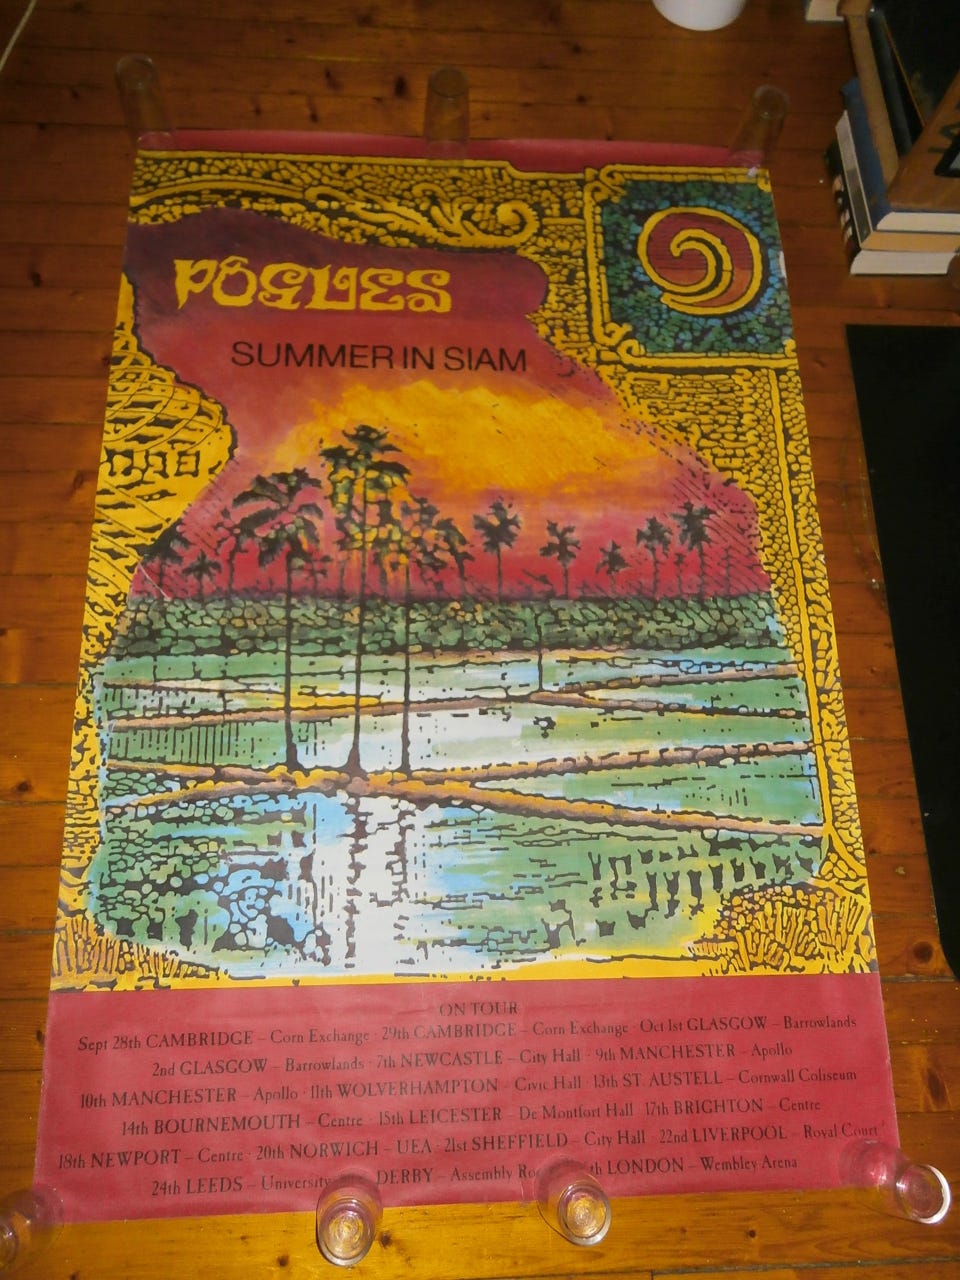 PôGUES
SUMMER IN SIAM
ON TOUR
Sept 28th CAMBRIDGE – Corn Exchange · 29th CAMBRIDGE – Corn Exchange · Oct 1st GLASGOW – Barrowlands
2nd GLASGOW – Barrowlands · 7th NEWCASTLE – City Hall · 9th MANCHESTER – Apollo
10th MANCHESTER – Apollo · 11th WOLVERHAMPTON – Civic Hall · 13th ST. AUSTELL – Cornwall Coliseum
14th BOURNEMOUTH – Centre · 15th LEICESTER – De Montfort Hall · 17th BRIGHTON – Centre
18th NEWPORT – Centre · 20th NORWICH – UEA · 21st SHEFFIELD – City Hall · 22nd LIVERPOOL – Royal Court
24th LEEDS – University DERBY – Assembly LONDON – Wembley Arena